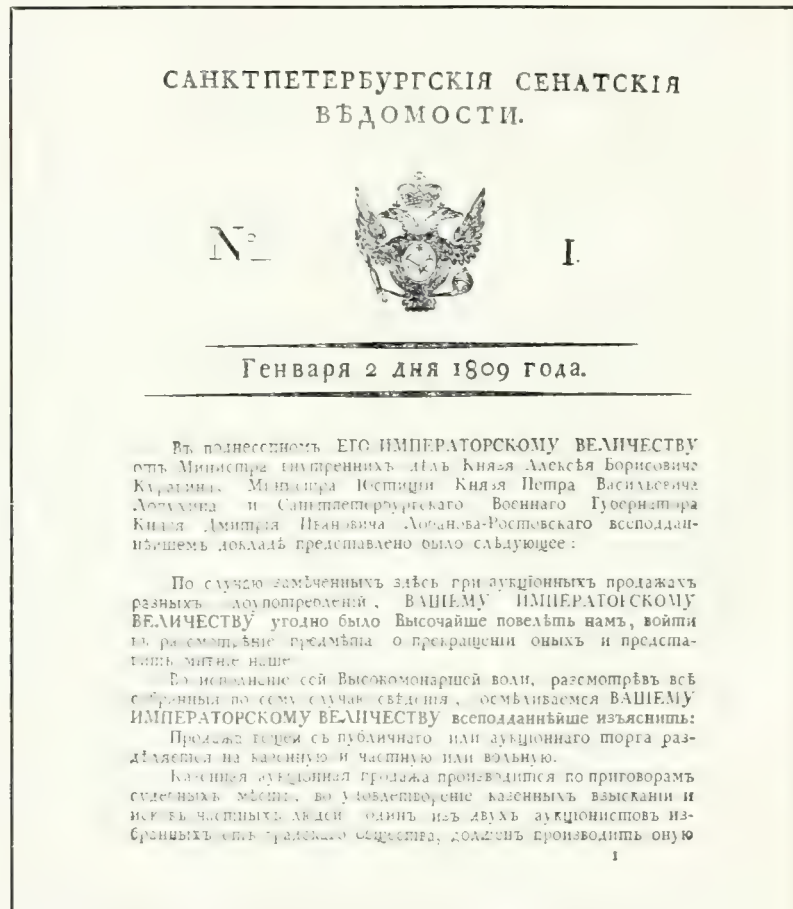 САНКТПЕТЕРБУРГСКІЯ СЕНАТСКІЯ
ВѢДОМОСТИ.
№ I.
Генваря 2 дня 1809 года.
Въ поднесенномъ ЕГО ИМПЕРАТОРСКОМУ ВЕЛИЧЕСТВУ
отъ Министра внутреннихъ дѣлъ Князя Алексѣя Борисовича
Куракина, Министра Юстиціи Князя Петра Васильевича
Лопухина и Санктпетербургскаго Военнаго Губернатора
Князя Дмитрія Ивановича Лобанова-Ростовскаго всеподдан-
нѣйшемъ докладѣ представлено было слѣдующее:
По случаю замѣченныхъ здѣсь при аукціонныхъ продажахъ
разныхъ злоупотребленій, ВАШЕМУ ИМПЕРАТОРСКОМУ
ВЕЛИЧЕСТВУ угодно было Высочайше повелѣть намъ, войти
въ разсмотрѣніе предмѣта о прекращеніи оныхъ и предста-
вить мнѣніе наше
Во исполненіе сей Высокомонаршей воли, разсмотрѣвъ всѣ
собранныя по сему случаю свѣденія, осмѣливаемся ВАШЕМУ
ИМПЕРАТОРСКОМУ ВЕЛИЧЕСТВУ всеподданнѣйше изъяснить:
Продажа вещей съ публичнаго или аукціоннаго торга раз-
дѣляется на казенную и частную или вольную.
Казенная аукціонная продажа производится по приговорамъ
судебныхъ мѣстъ, во удовлетвореніе казенныхъ взысканій и
исковъ частныхъ людей один изъ двухъ аукціонистовъ из-
бранныхъ отъ градскаго общества, долженъ производить оную
1